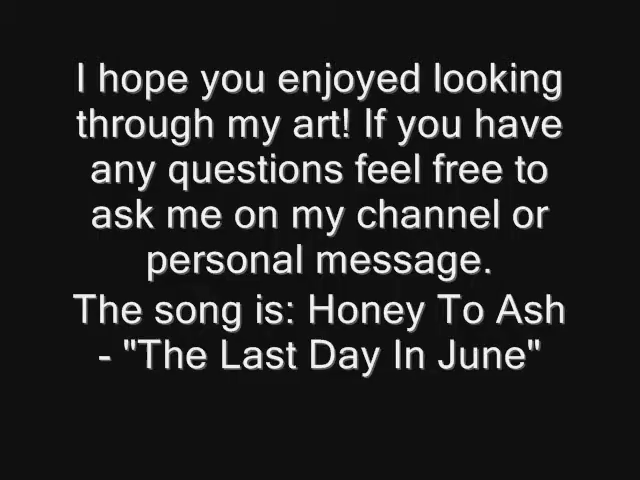 I hope you enjoyed looking
through my art! If you have
any questions feel free to
ask me on my channel or
personal message.
The song is: Honey To Ash
- "The Last Day In June"